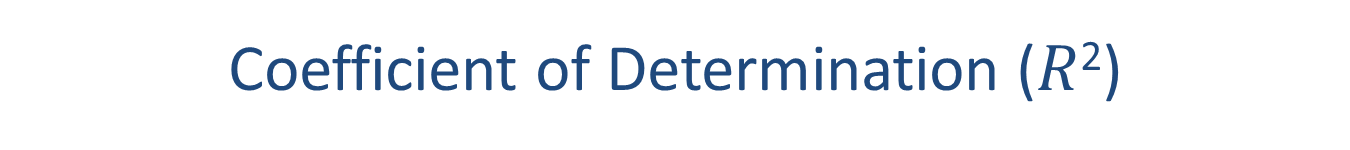 Coefficient of Determination (R²)